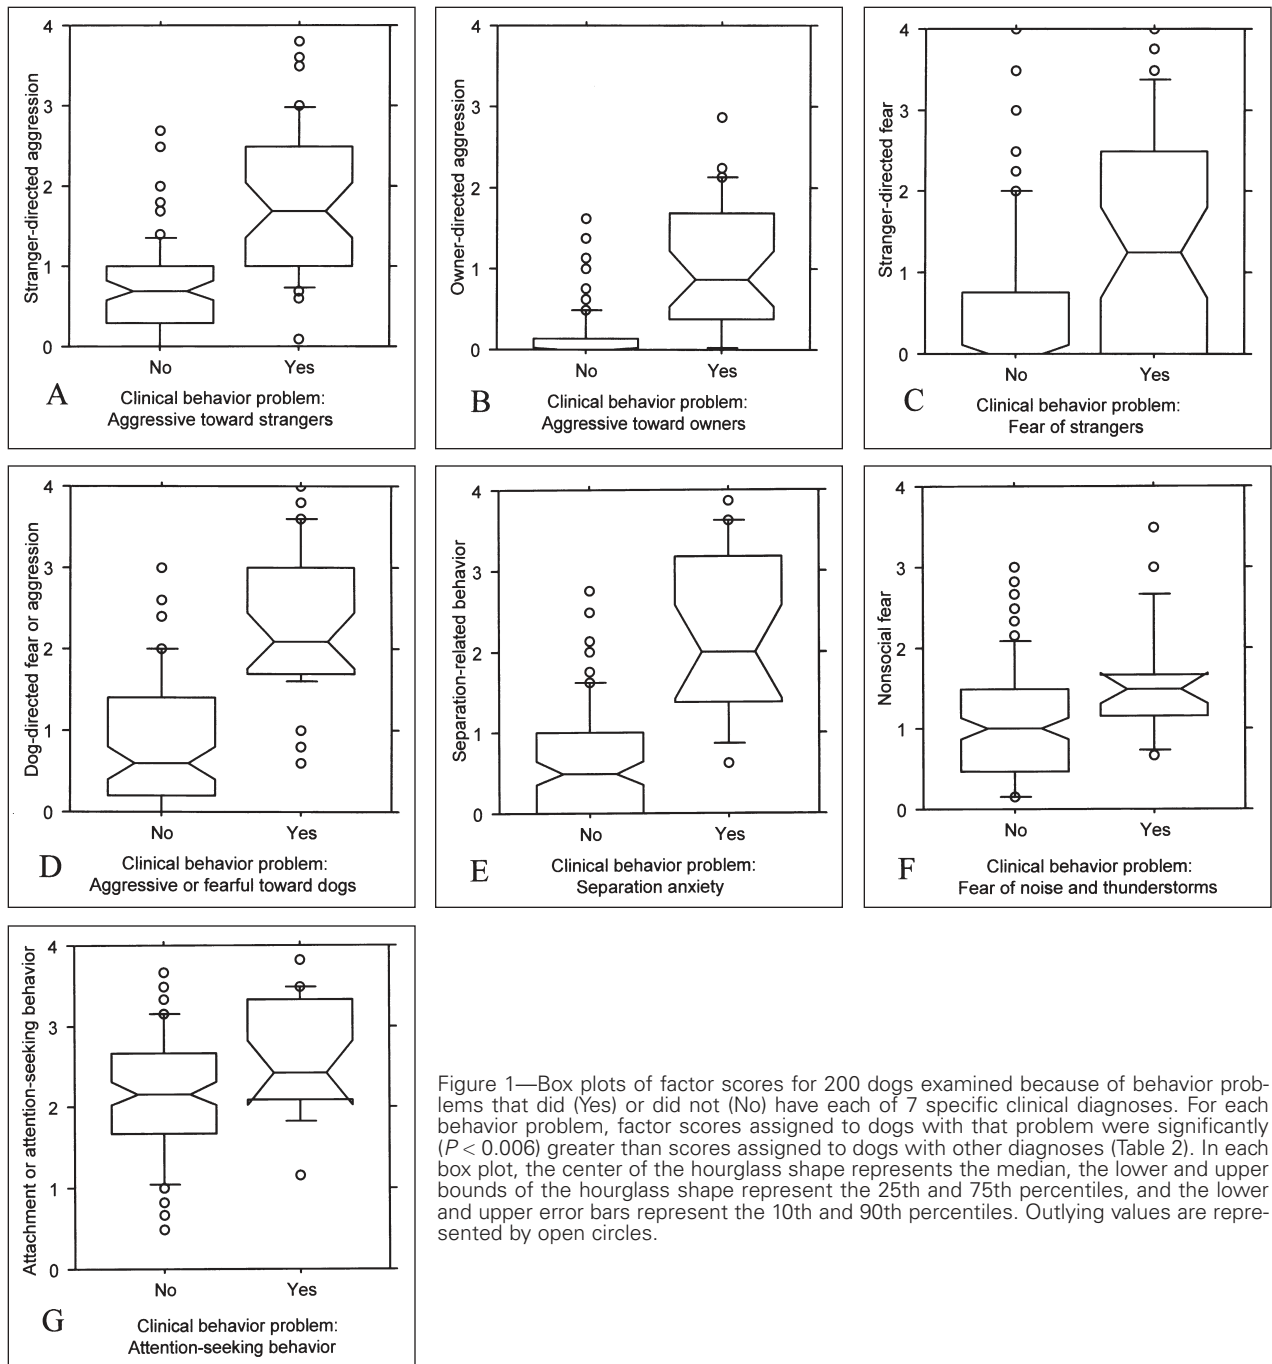 4
3
2
1
0
Stranger-directed aggression
No Yes
A
Clinical behavior problem:
Aggressive toward strangers
4
3
2
1
0
Owner-directed aggression
No Yes
B
Clinical behavior problem:
Aggressive toward owners
4
3
2
1
0
Stranger-directed fear
No Yes
C
Clinical behavior problem:
Fear of strangers
4
3
2
1
0
Dog-directed fear or aggression
No Yes
D
Clinical behavior problem:
Aggressive or fearful toward dogs
4
3
2
1
0
Separation-related behavior
No Yes
E
Clinical behavior problem:
Separation anxiety
4
3
2
1
0
Nonsocial fear
No Yes
F
Clinical behavior problem:
Fear of noise and thunderstorms
4
3
2
1
0
Attachment or attention-seeking behavior
No Yes
G
Clinical behavior problem:
Attention-seeking behavior
Figure 1—Box plots of factor scores for 200 dogs examined because of behavior prob-
lems that did (Yes) or did not (No) have each of 7 specific clinical diagnoses. For each
behavior problem, factor scores assigned to dogs with that problem were significantly
(P < 0.006) greater than scores assigned to dogs with other diagnoses (Table 2). In each
box plot, the center of the hourglass shape represents the median, the lower and upper
bounds of the hourglass shape represent the 25th and 75th percentiles, and the lower
and upper error bars represent the 10th and 90th percentiles. Outlying values are repre-
sented by open circles.